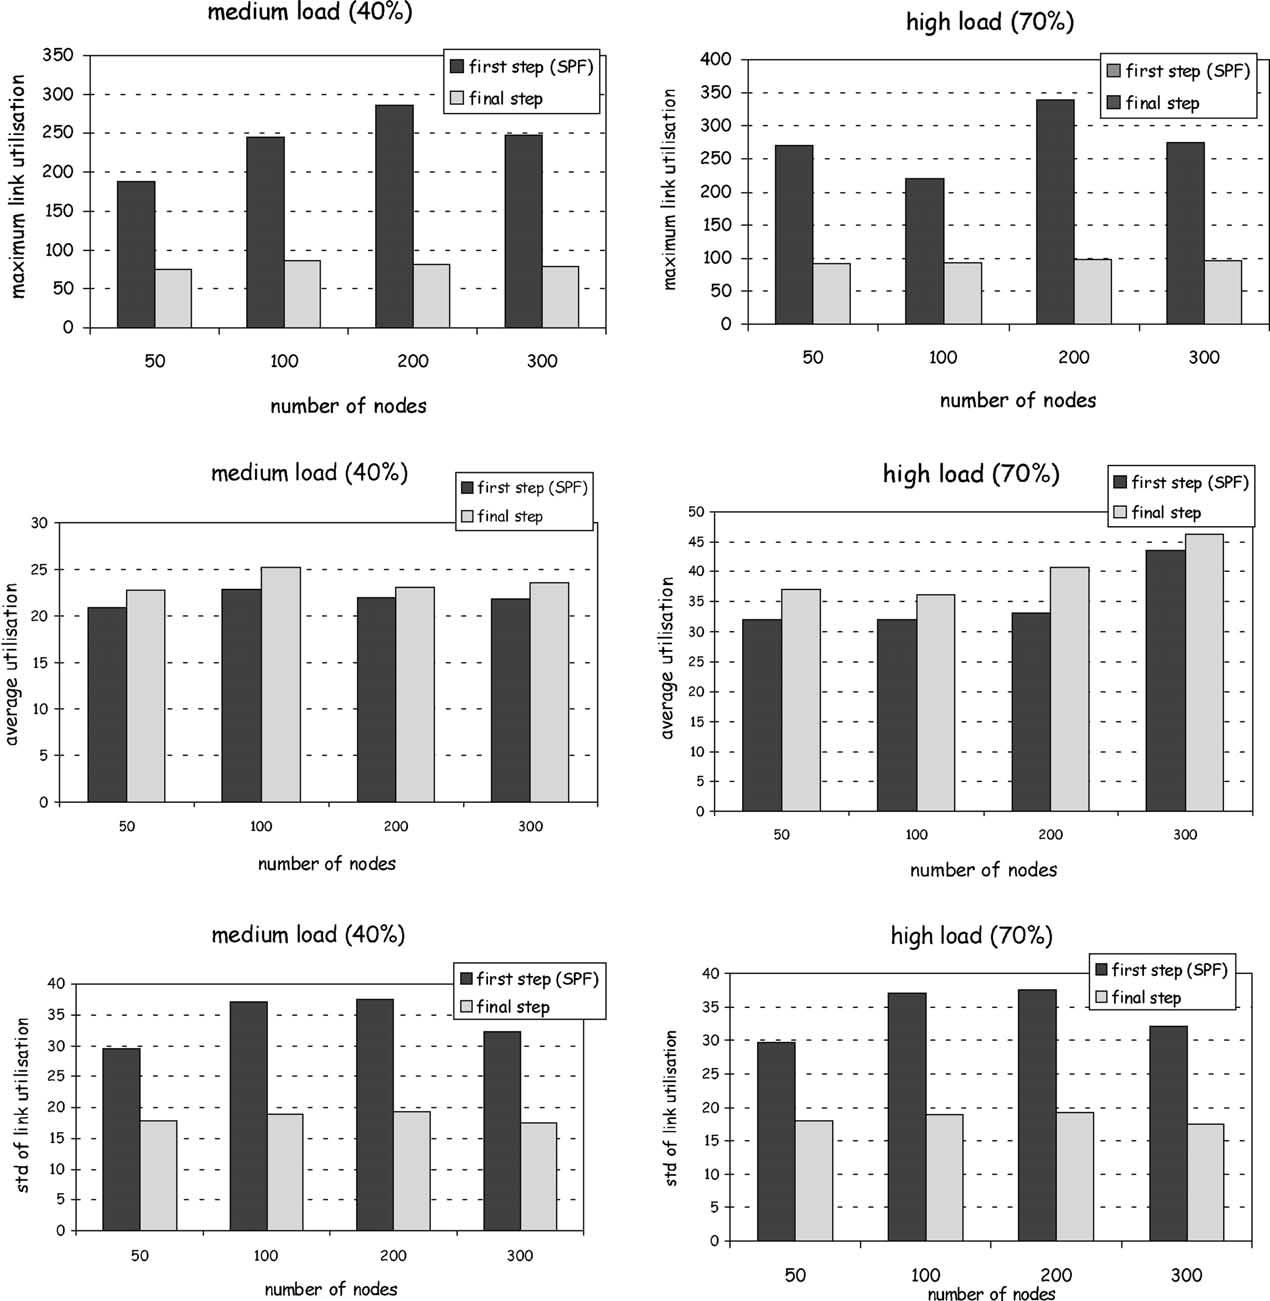 medium load (40%)
350
300
250
200
150
100
50
0
maximum link utilisation
first step (SPF)
final step
50 100 200 300
number of nodes
high load (70%)
400
350
300
250
200
150
100
50
0
maximum link utilisation
first step (SPF)
final step
50 100 200 300
number of nodes
medium load (40%)
30
25
20
15
10
5
0
average utilisation
first step (SPF)
final step
50 100 200 300
number of nodes
high load (70%)
50
45
40
35
30
25
20
15
10
5
0
average utilisation
first step (SPF)
final step
50 100 200 300
number of nodes
medium load (40%)
40
35
30
25
20
15
10
5
0
std of link utilisation
first step (SPF)
final step
50 100 200 300
number of nodes
high load (70%)
40
35
30
25
20
15
10
5
0
std of link utilisation
first step (SPF)
final step
50 100 200 300
number of nodes